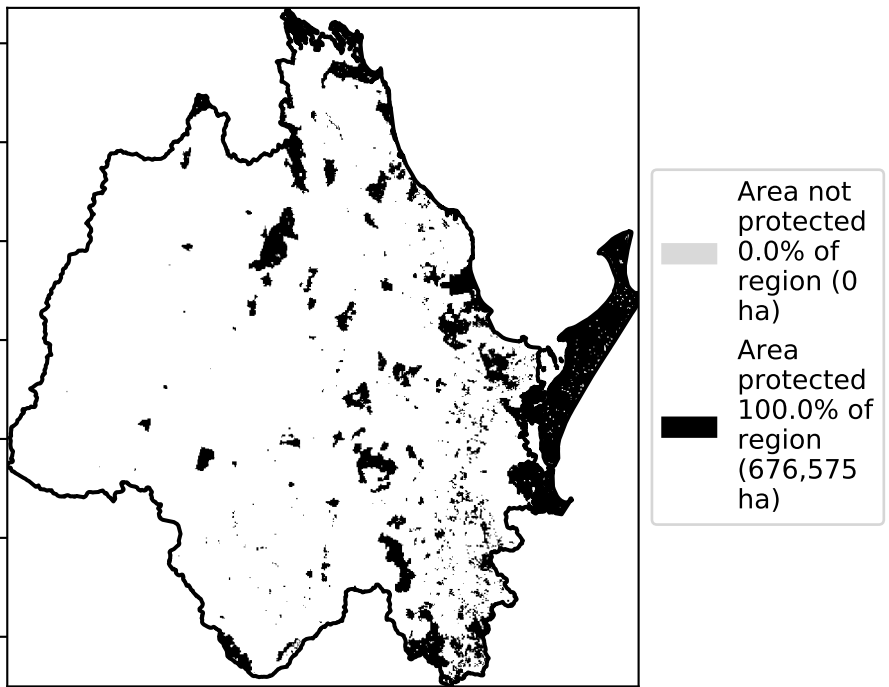 Area not
protected
0.0% of
region (0
ha)
Area
protected
100.0% of
region
(676,575
ha)